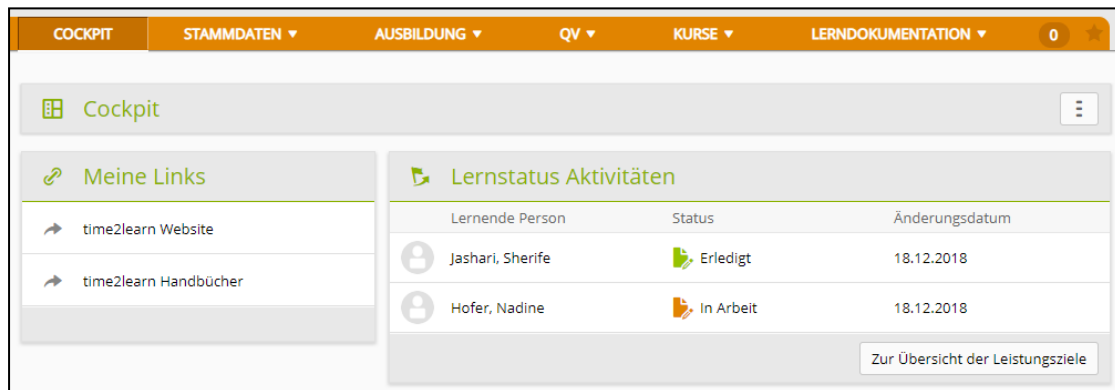 COCKPIT STAMMDATEN ▼ AUSBILDUNG ▼ QV ▼ KURSE ▼ LERNDOKUMENTATION ▼ 0
Cockpit
Meine Links
time2learn Website
time2learn Handbücher
Lernstatus Aktivitäten
Lernende Person Status Änderungsdatum
Jashari, Sherife Erledigt 18.12.2018
Hofer, Nadine In Arbeit 18.12.2018
Zur Übersicht der Leistungsziele